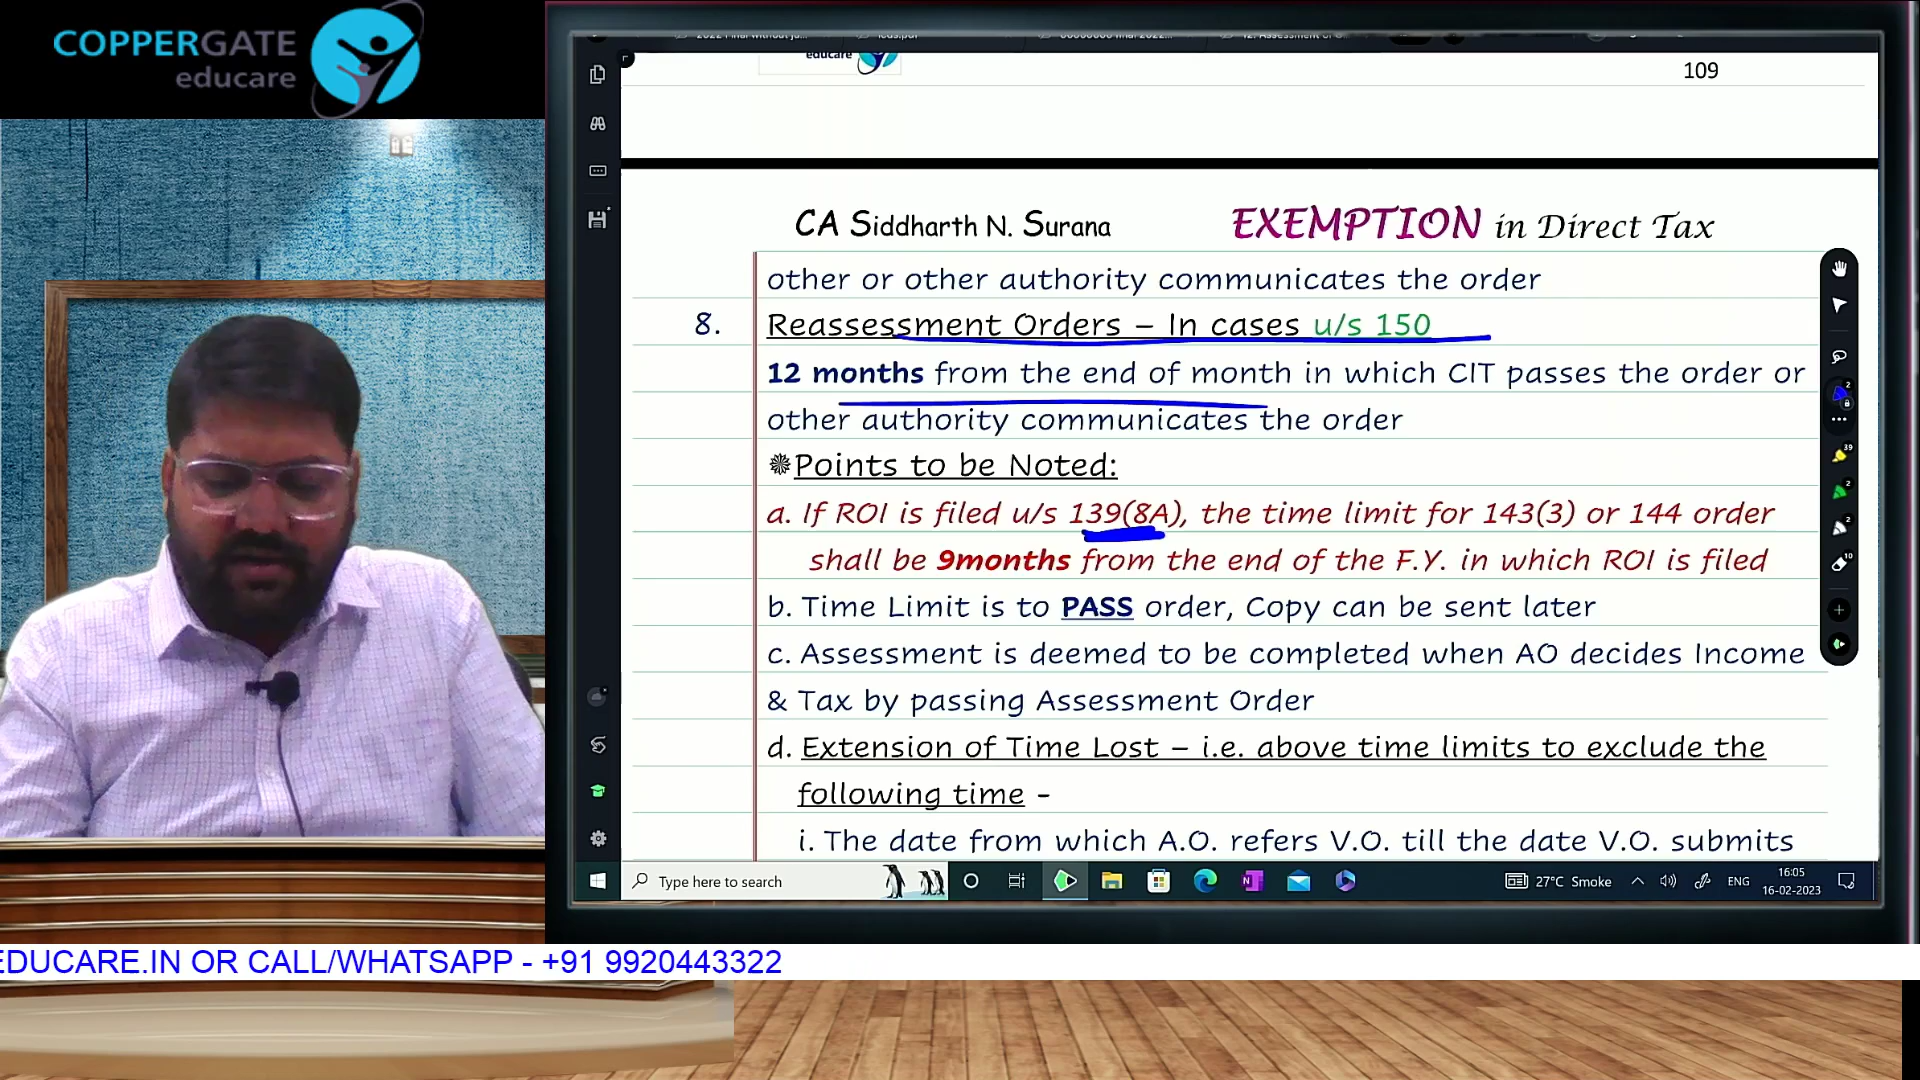 COPPERGATE
educare
educare
109
CA Siddharth N. Surana
EXEMPTION in Direct Tax
other or other authority communicates the order
8. Reassessment Orders – In cases u/s 150
12 months from the end of month in which CIT passes the order or
other authority communicates the order
Points to be Noted:
a. If ROI is filed u/s 139(8A), the time limit for 143(3) or 144 order
shall be 9months from the end of the F.Y. in which ROI is filed
b. Time Limit is to PASS order, Copy can be sent later
c. Assessment is deemed to be completed when AO decides Income
& Tax by passing Assessment Order
d. Extension of Time Lost – i.e. above time limits to exclude the
following time -
i. The date from which A.O. refers V.O. till the date V.O. submits
Type here to search
27°C Smoke
ENG
16:05
16-02-2023
EDUCARE.IN OR CALL/WHATSAPP - +91 9920443322